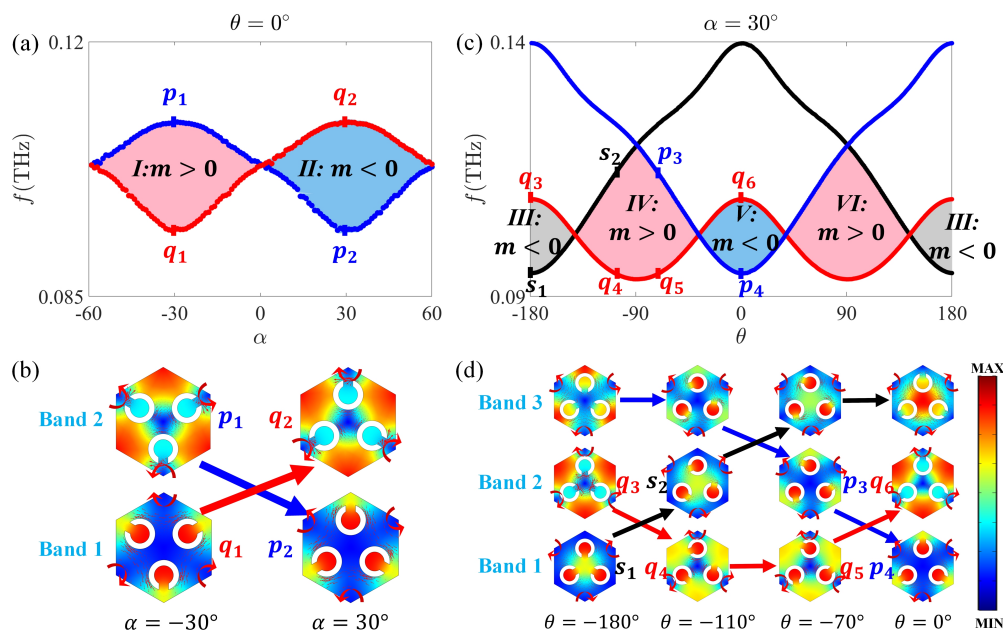 (a)
θ = 0°
0.12
f (THz)
0.085
p₁
q₁
I: m > 0
q₂
p₂
II: m < 0
-60 -30 0 30 60
α
(c)
α = 30°
0.14
f (THz)
0.09
q₃
III:
m < 0
s₁
s₂
p₃
IV:
m > 0
q₄
q₅
q₆
V:
m < 0
p₄
VI:
m > 0
III:
m < 0
-180 -90 0 90 180
θ
(b)
Band 2
p₁
q₂
Band 1
q₁
p₂
α = −30° α = 30°
(d)
Band 3
Band 2
q₃
s₂
p₃
q₆
Band 1
s₁
q₄
q₅
p₄
θ = −180° θ = −110° θ = −70° θ = 0°
MAX
MIN